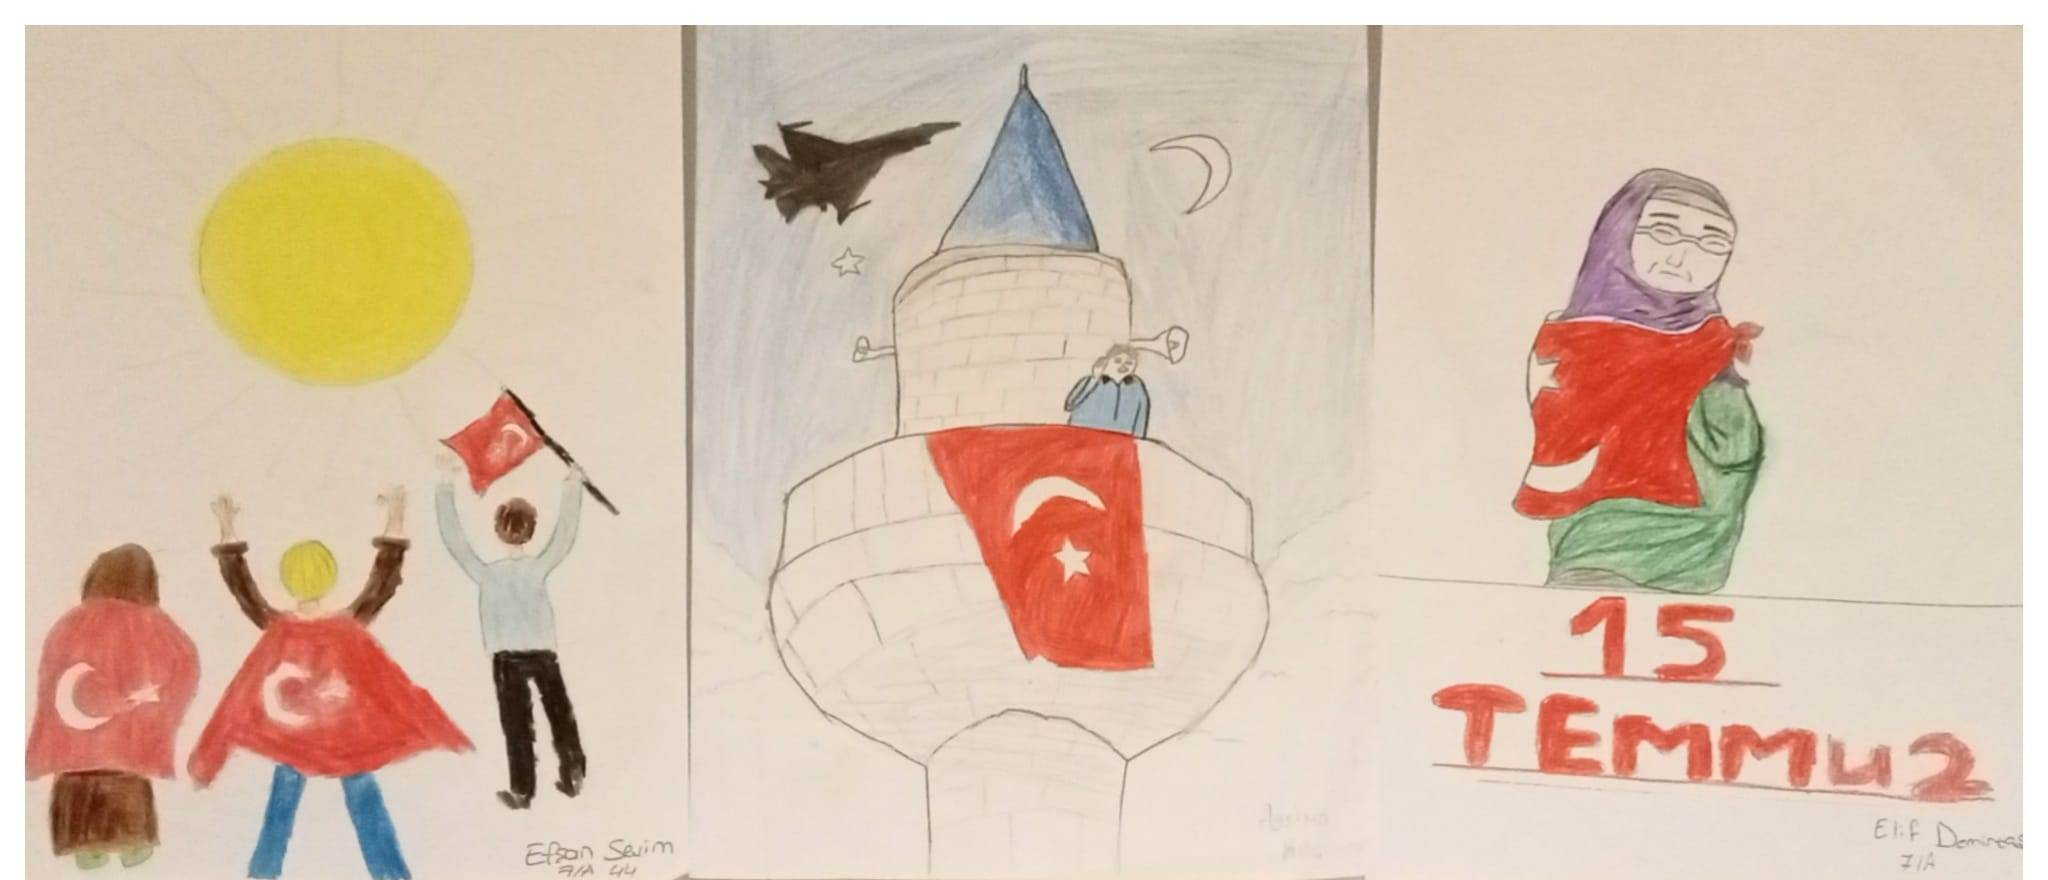 Efsan Sevim
7/A 44
15
TEMMUZ
Elif Demirtaş
7/A